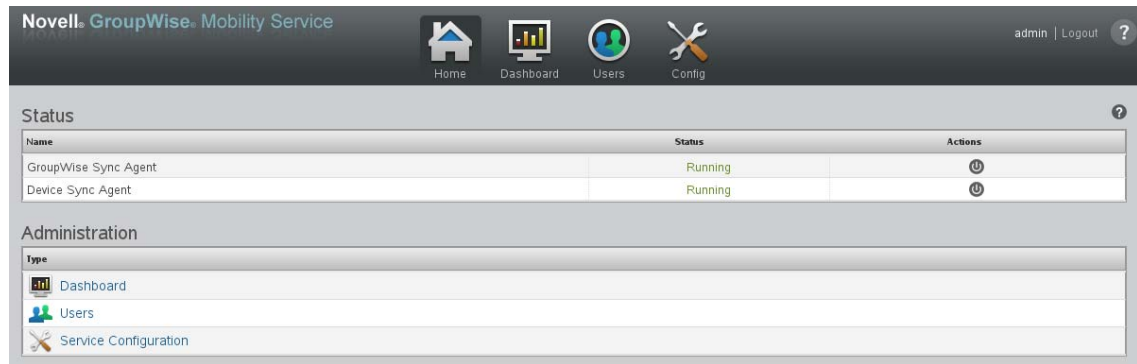 Novell® GroupWise® Mobility Service
Home Dashboard Users Config
admin | Logout ?
Status ?
Name Status Actions
GroupWise Sync Agent Running
Device Sync Agent Running
Administration
Type
Dashboard
Users
Service Configuration